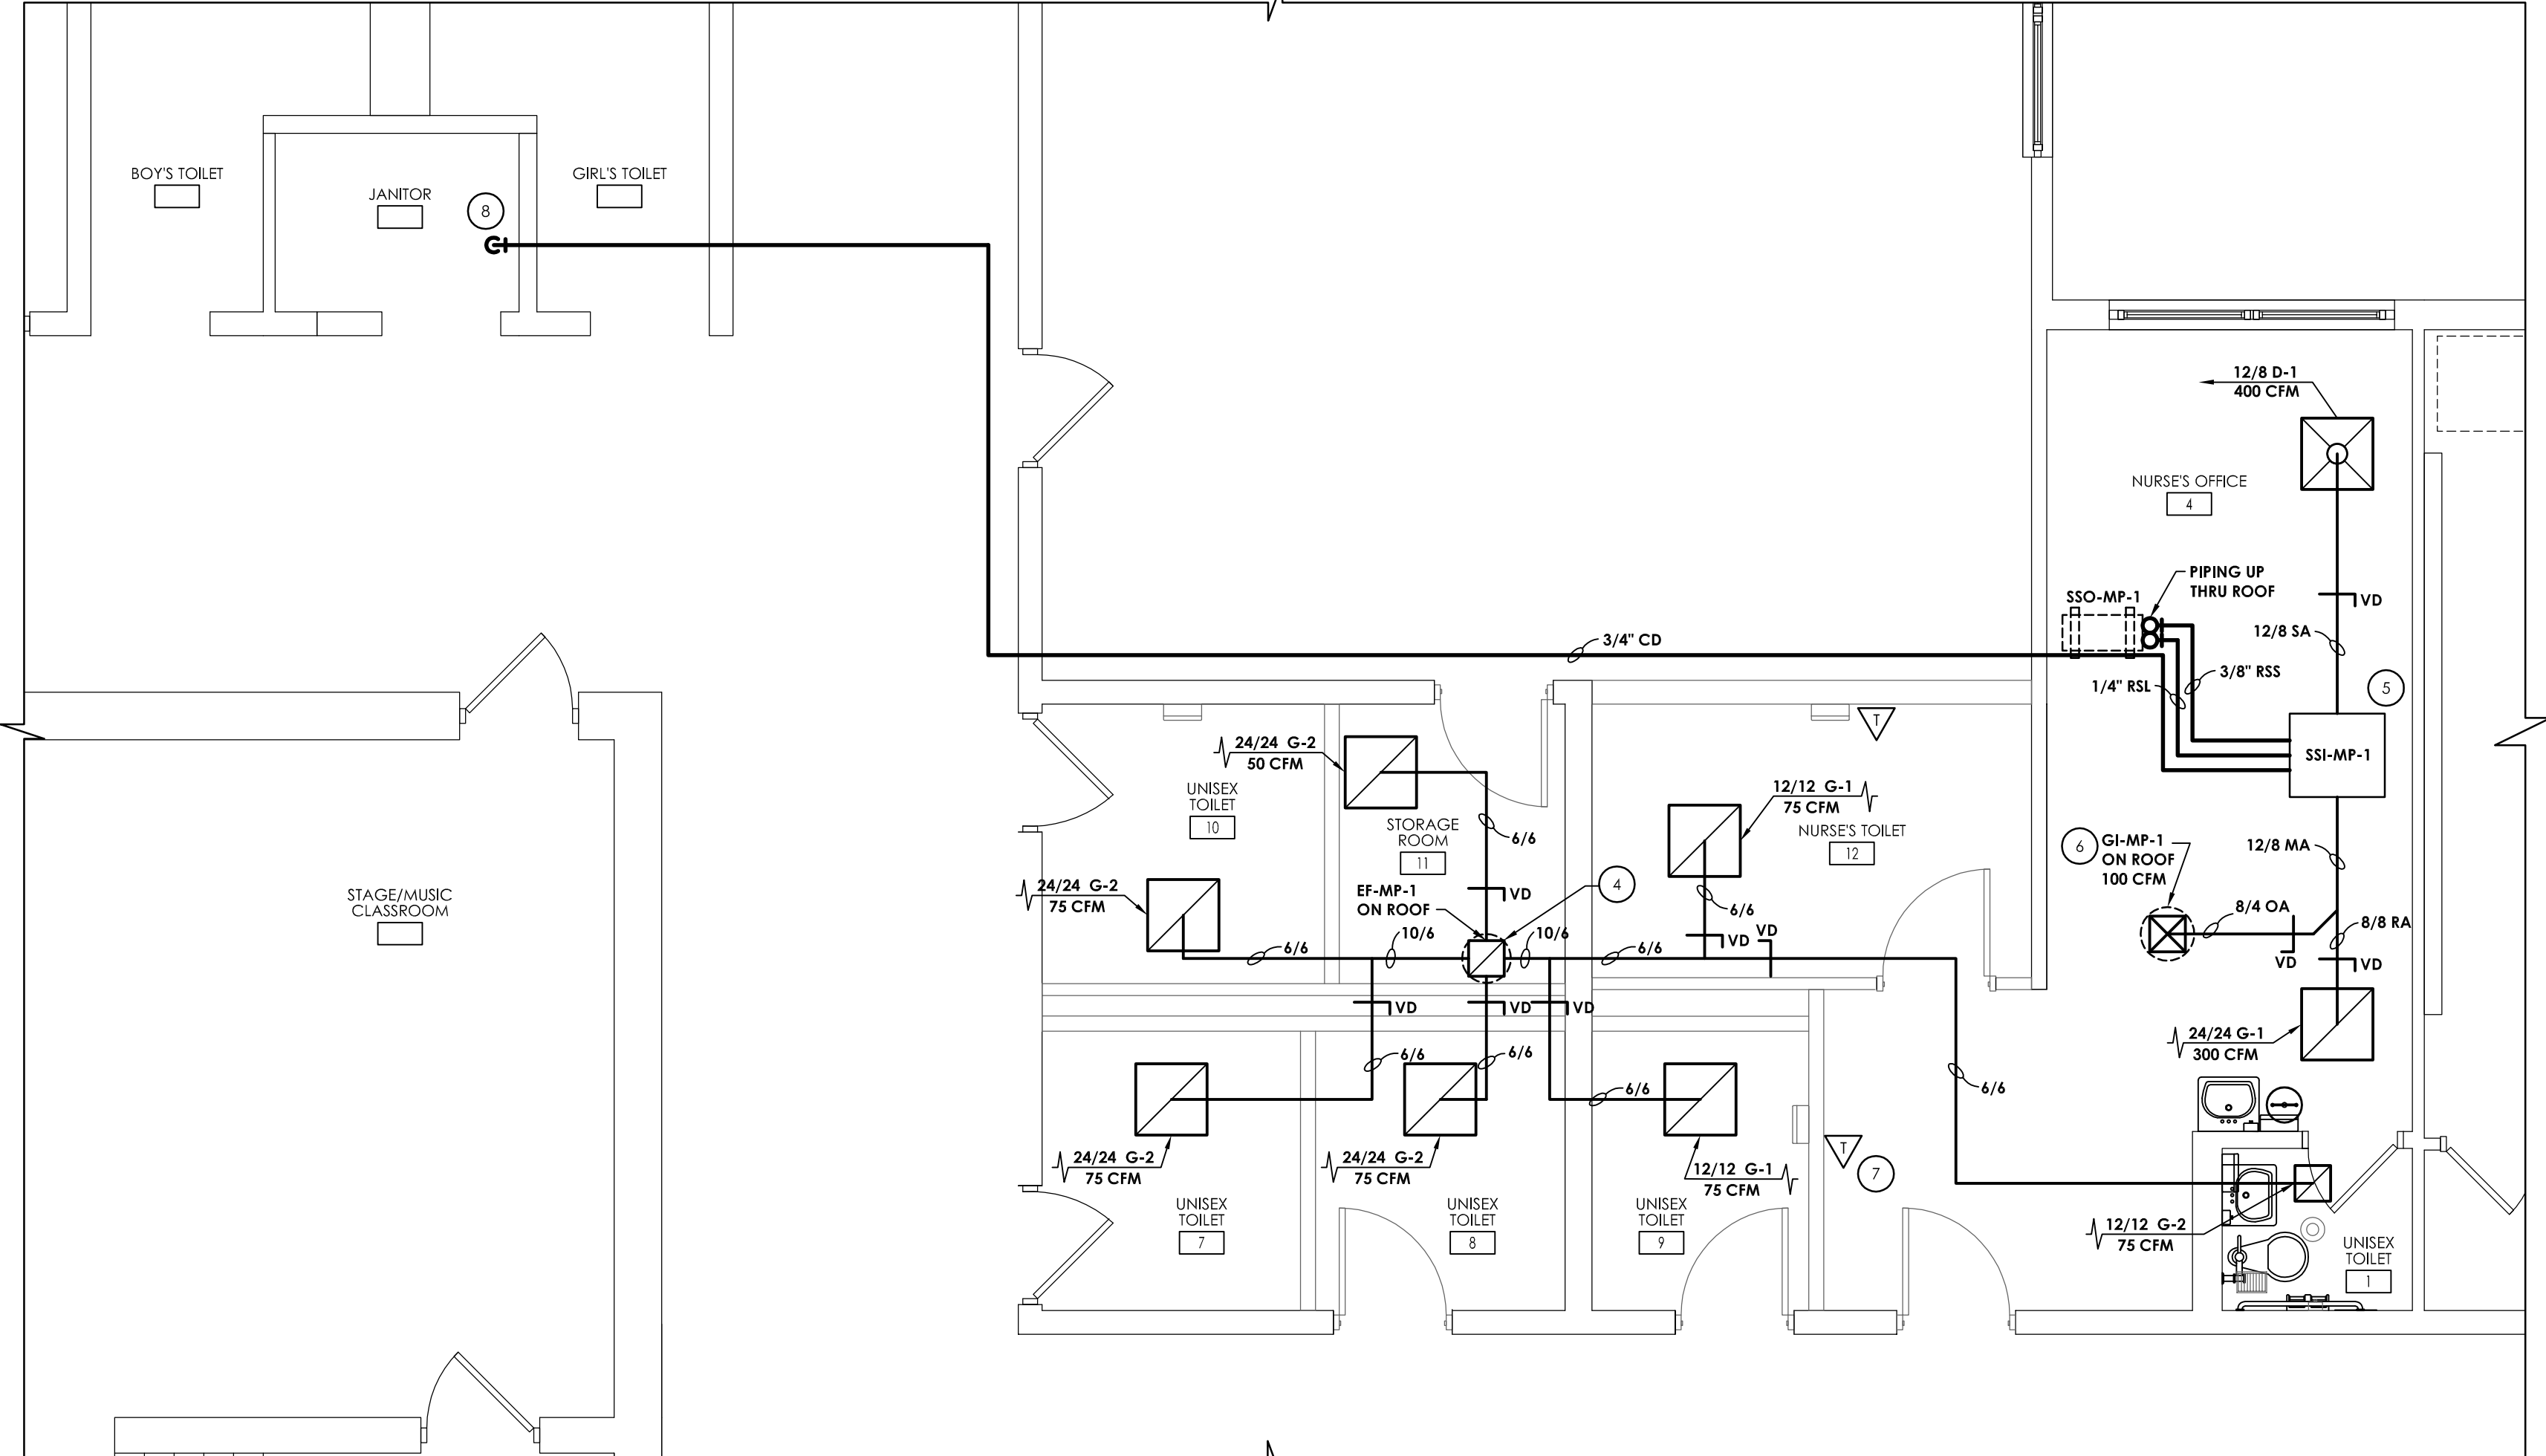 BOY'S TOILET
JANITOR
8
GIRL'S TOILET
12/8 D-1
400 CFM
NURSE'S OFFICE
4
PIPING UP
THRU ROOF
SSO-MP-1
VD
12/8 SA
3/4" CD
3/8" RSS
1/4" RSL
5
SSI-MP-1
T
24/24 G-2
50 CFM
UNISEX
TOILET
10
STORAGE
ROOM
11
6/6
12/12 G-1
75 CFM
NURSE'S TOILET
12
6
GI-MP-1
ON ROOF
100 CFM
12/8 MA
STAGE/MUSIC
CLASSROOM
24/24 G-2
75 CFM
EF-MP-1
ON ROOF
VD
4
6/6
8/4 OA
8/8 RA
6/6
10/6
10/6
6/6
VD
VD
VD
VD
VD
VD
VD
24/24 G-1
300 CFM
6/6
6/6
6/6
6/6
24/24 G-2
75 CFM
24/24 G-2
75 CFM
12/12 G-1
75 CFM
T
7
UNISEX
TOILET
7
UNISEX
TOILET
8
UNISEX
TOILET
9
12/12 G-2
75 CFM
UNISEX
TOILET
1